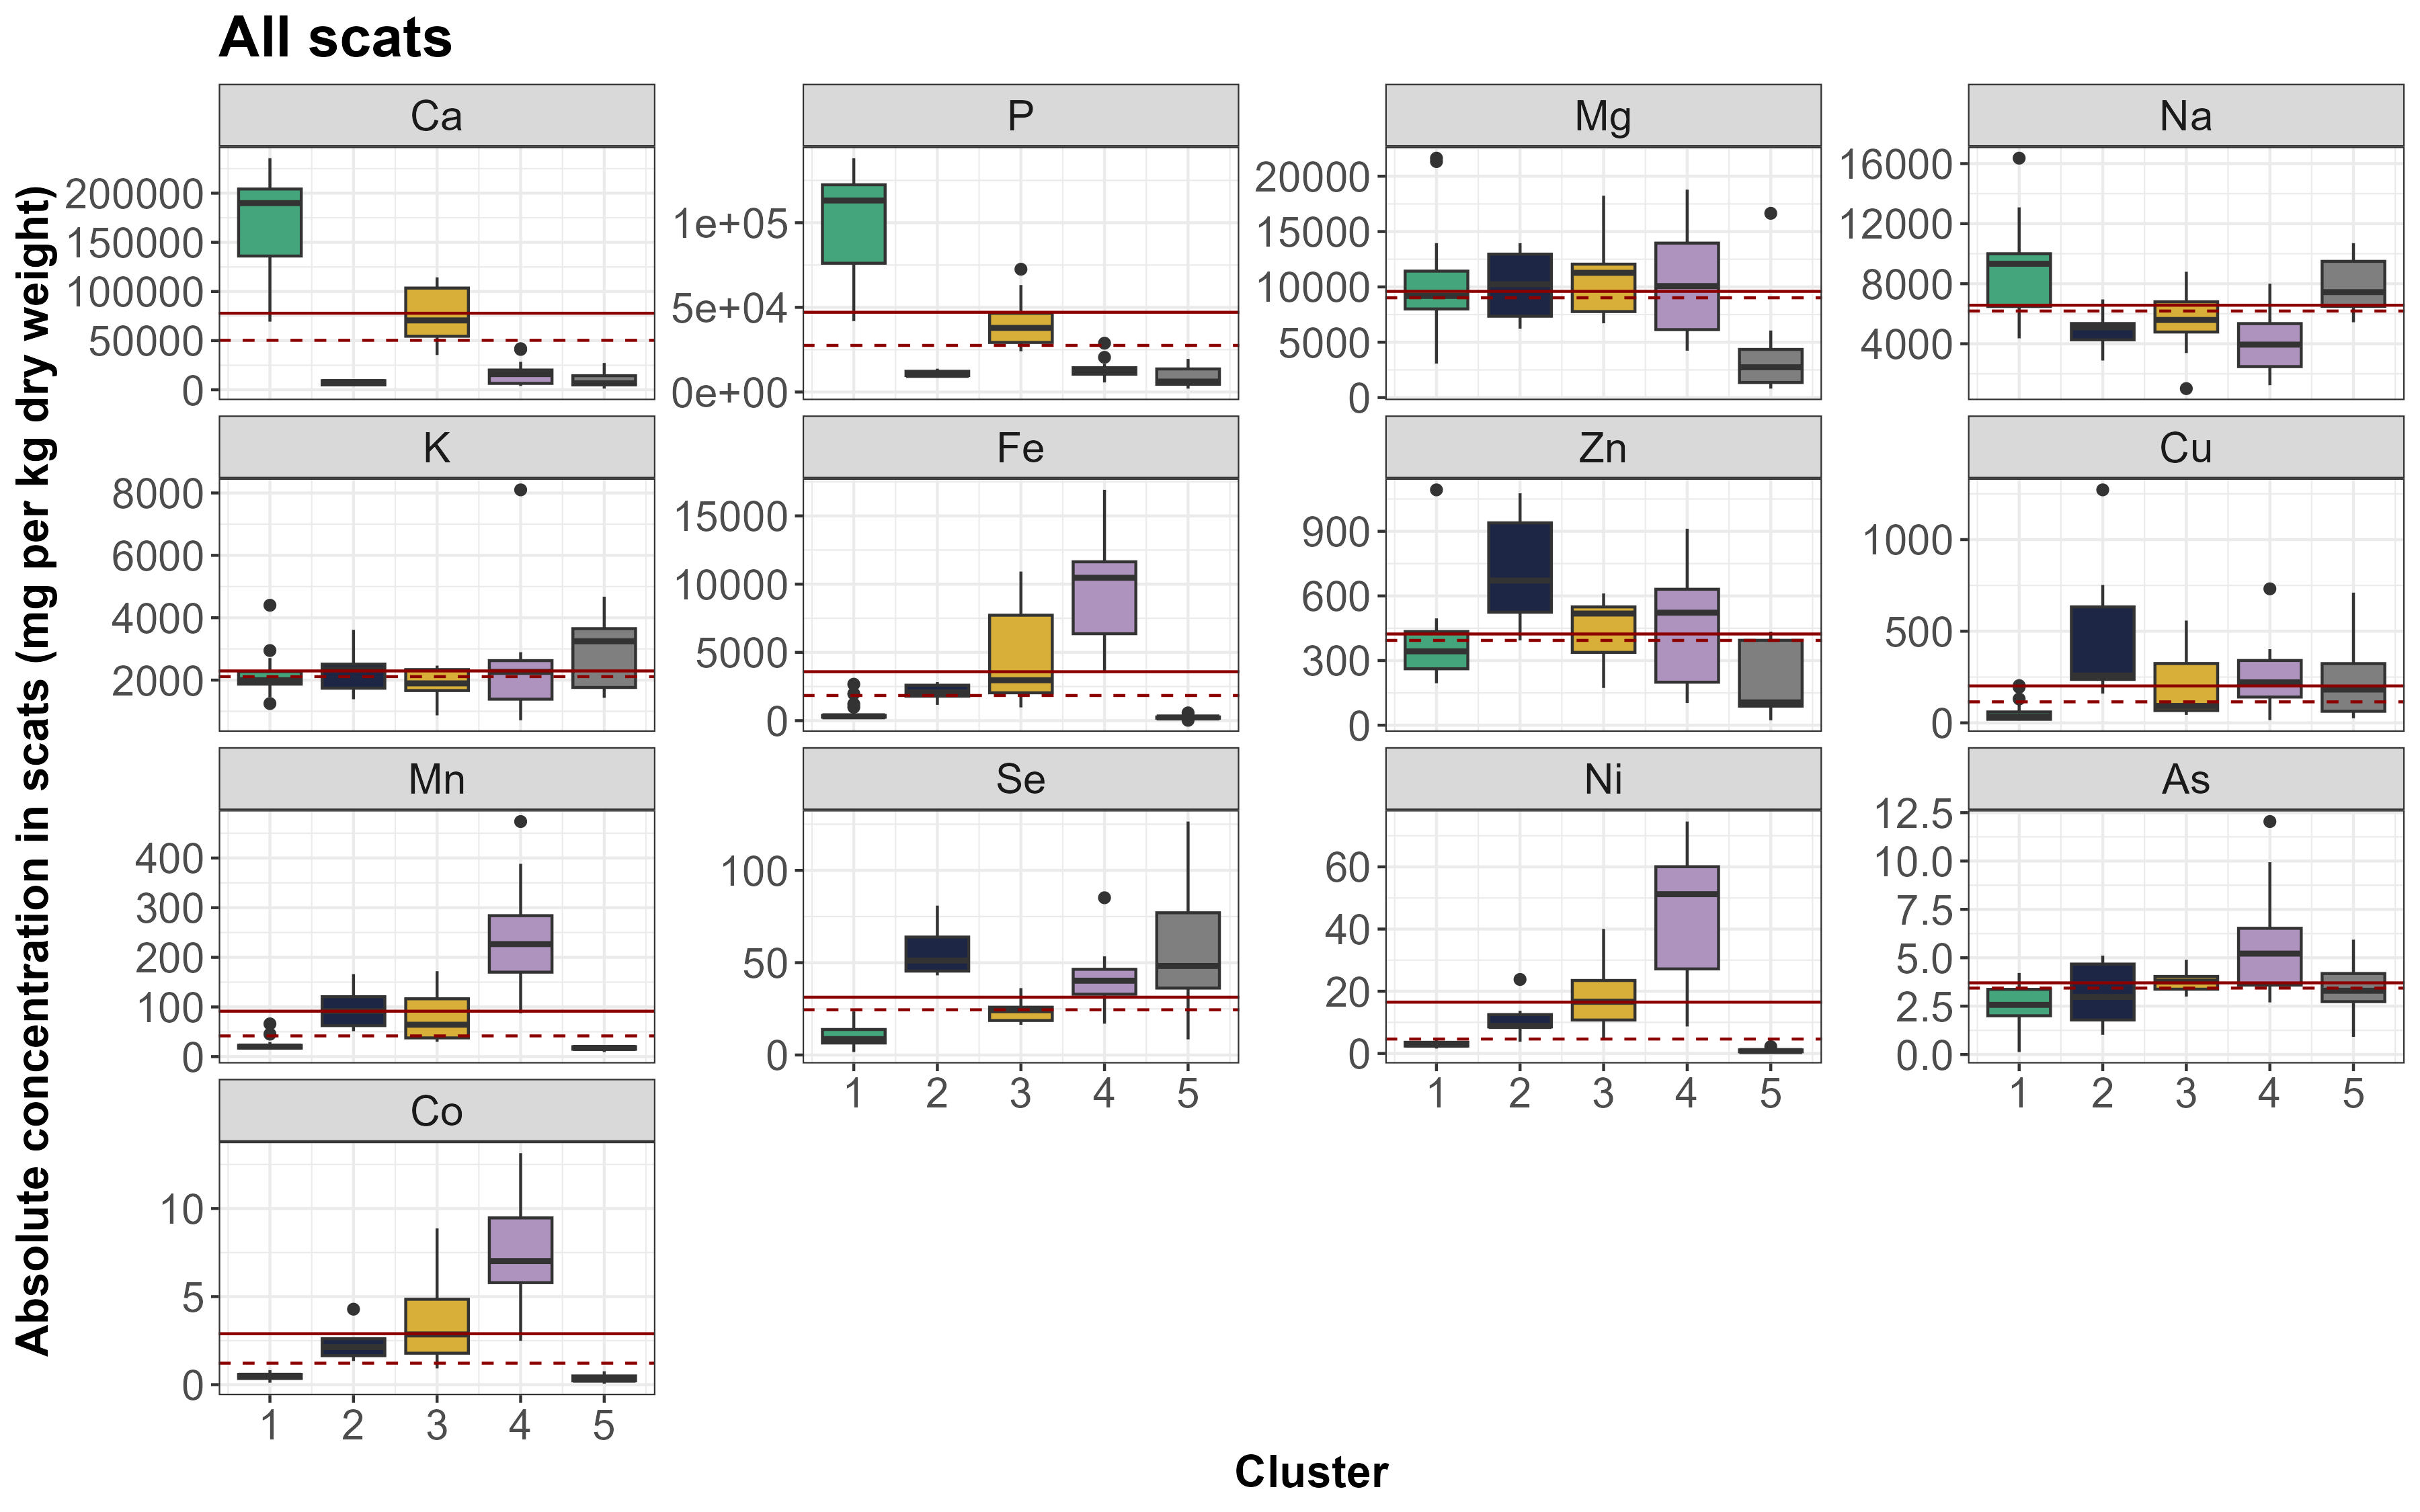 All scats
Absolute concentration in scats (mg per kg dry weight)
Ca
200000
150000
100000
50000
0
P
1e+05
5e+04
0e+00
Mg
20000
15000
10000
5000
0
Na
16000
12000
8000
4000
K
8000
6000
4000
2000
Fe
15000
10000
5000
0
Zn
900
600
300
0
Cu
1000
500
0
Mn
400
300
200
100
0
Se
100
50
0
1 2 3 4 5
Ni
60
40
20
0
1 2 3 4 5
As
12.5
10.0
7.5
5.0
2.5
0.0
1 2 3 4 5
Co
10
5
0
1 2 3 4 5
Cluster